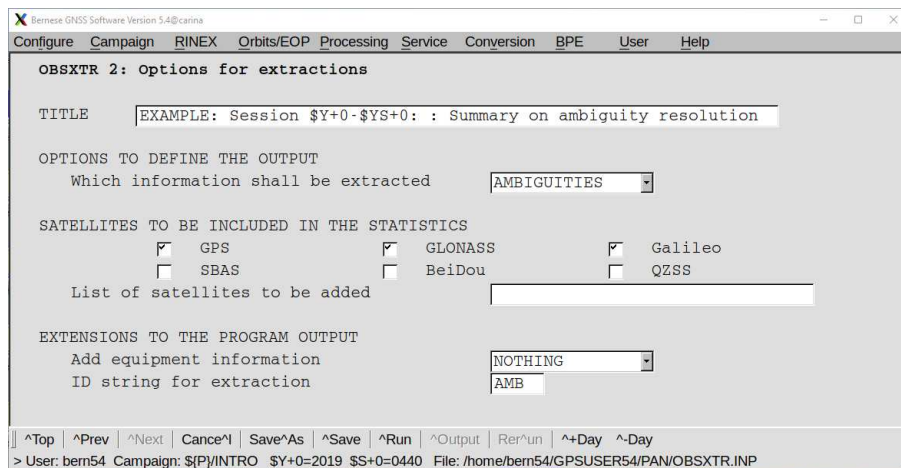 Bernese GNSS Software Version 5.4@carina
Configure Campaign RINEX Orbits/EOP Processing Service Conversion BPE User Help
OBSXTR 2: Options for extractions
TITLE EXAMPLE: Session $Y+0-$YS+0: : Summary on ambiguity resolution
OPTIONS TO DEFINE THE OUTPUT
Which information shall be extracted AMBIGUITIES
SATELLITES TO BE INCLUDED IN THE STATISTICS
GPS GLONASS Galileo
SBAS BeiDou QZSS
List of satellites to be added
EXTENSIONS TO THE PROGRAM OUTPUT
Add equipment information NOTHING
ID string for extraction AMB
^Top ^Prev ^Next Cance^l Save^As ^Save ^Run ^Output Rer^un ^+Day ^-Day
> User: bern54 Campaign: ${P}/INTRO $Y+0=2019 $S+0=0440 File: /home/bern54/GPSUSER54/PAN/OBSXTR.INP